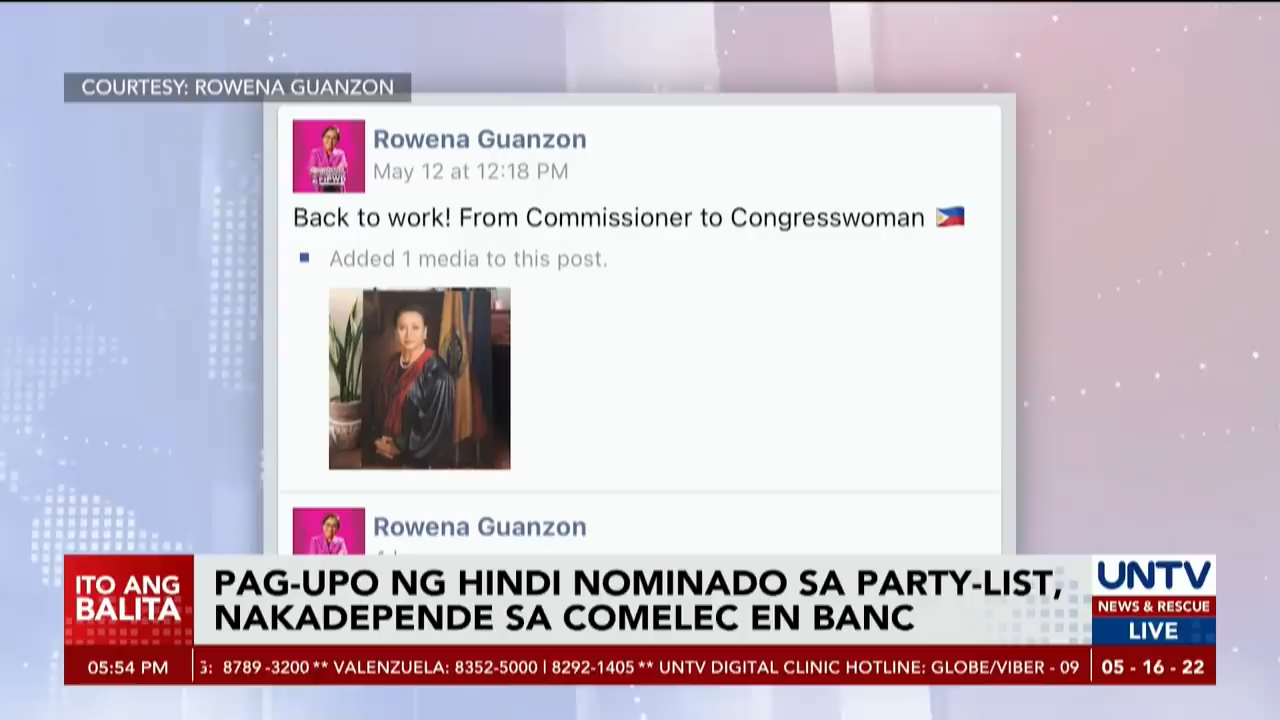 COURTESY: ROWENA GUANZON
Rowena Guanzon
May 12 at 12:18 PM
Back to work! From Commissioner to Congresswoman 🇵🇭
Added 1 media to this post.
Rowena Guanzon
ITO ANG
BALITA
PAG-UPO NG HINDI NOMINADO SA PARTY-LIST,
NAKADEPENDE SA COMELEC EN BANC
UNTV
NEWS & RESCUE
LIVE
05:54 PM
: 8789-3200 ** VALENZUELA: 8352-5000 | 8292-1405 ** UNTV DIGITAL CLINIC HOTLINE: GLOBE/VIBER - 09
05 - 16 - 22